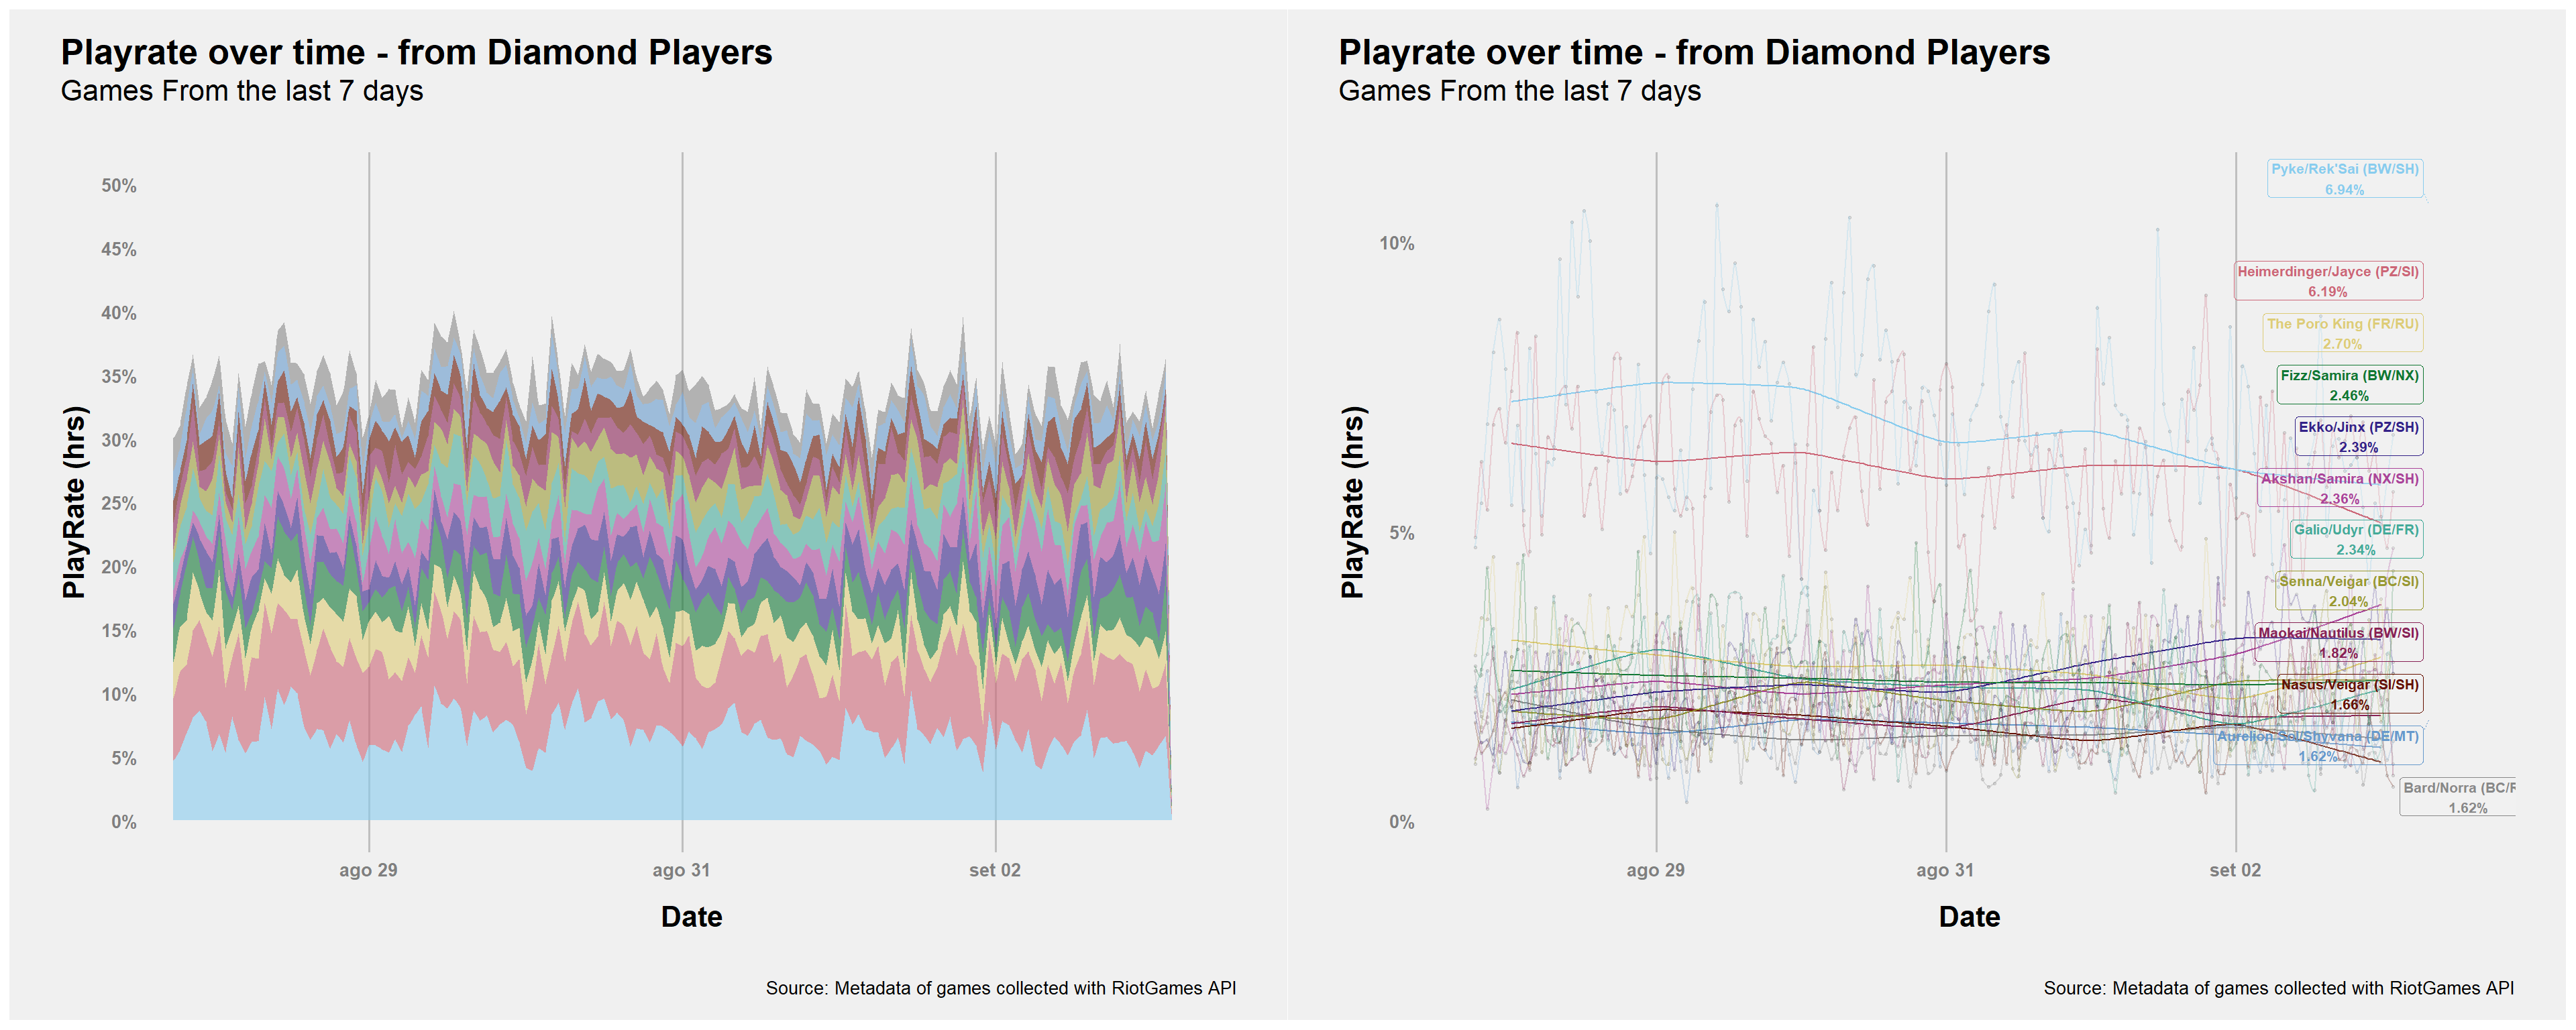 Playrate over time - from Diamond Players
Games From the last 7 days
50%
45%
40%
35%
30%
25%
20%
15%
10%
5%
0%
PlayRate (hrs)
ago 29
ago 31
set 02
Date
Source: Metadata of games collected with RiotGames API
Playrate over time - from Diamond Players
Games From the last 7 days
10%
5%
0%
PlayRate (hrs)
Pyke/Rek'Sai (BW/SH)
6.94%
Heimerdinger/Jayce (PZ/SI)
6.19%
The Poro King (FR/RU)
2.70%
Fizz/Samira (BW/NX)
2.46%
Ekko/Jinx (PZ/SH)
2.39%
Akshan/Samira (NX/SH)
2.36%
Galio/Udyr (DE/FR)
2.34%
Senna/Veigar (BC/SI)
2.04%
Maokai/Nautilus (BW/SI)
1.82%
Nasus/Veigar (SI/SH)
1.66%
Aurelion Sol/Shyvana (DE/MT)
1.62%
Bard/Norra (BC/F
1.62%
ago 29
ago 31
set 02
Date
Source: Metadata of games collected with RiotGames API